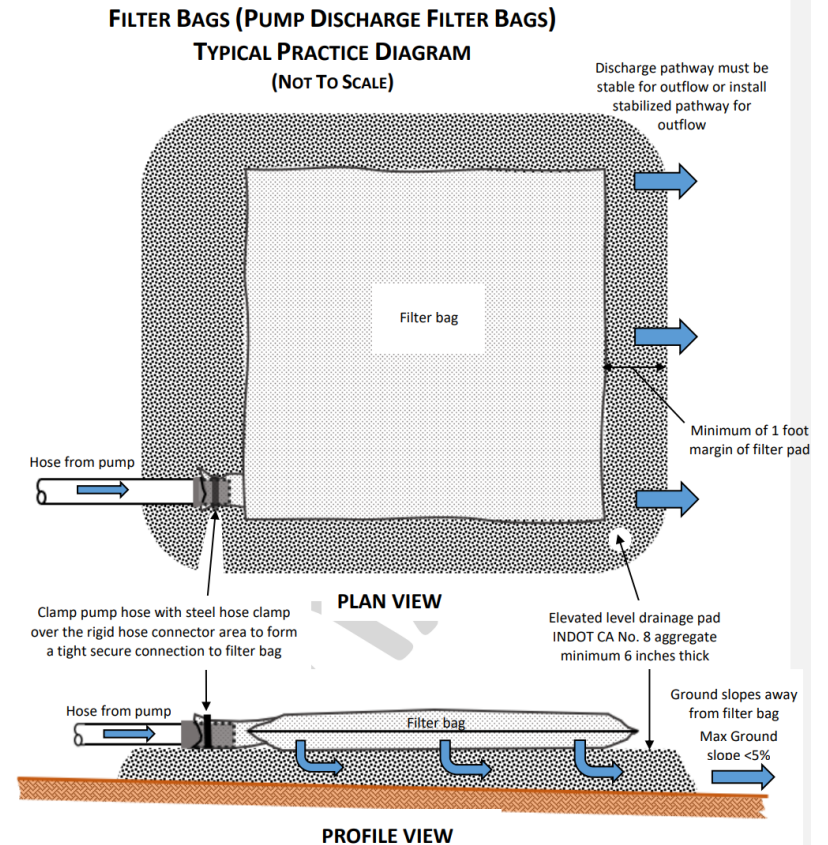 FILTER BAGS (PUMP DISCHARGE FILTER BAGS)
TYPICAL PRACTICE DIAGRAM
(NOT TO SCALE)
Discharge pathway must be
stable for outflow or install
stabilized pathway for
outflow
Filter bag
Minimum of 1 foot
margin of filter pad
Hose from pump
PLAN VIEW
Clamp pump hose with steel hose clamp
over the rigid hose connector area to form
a tight secure connection to filter bag
Elevated level drainage pad
INDOT CA No. 8 aggregate
minimum 6 inches thick
Hose from pump
Filter bag
Ground slopes away
from filter bag
Max Ground
slope <5%
PROFILE VIEW